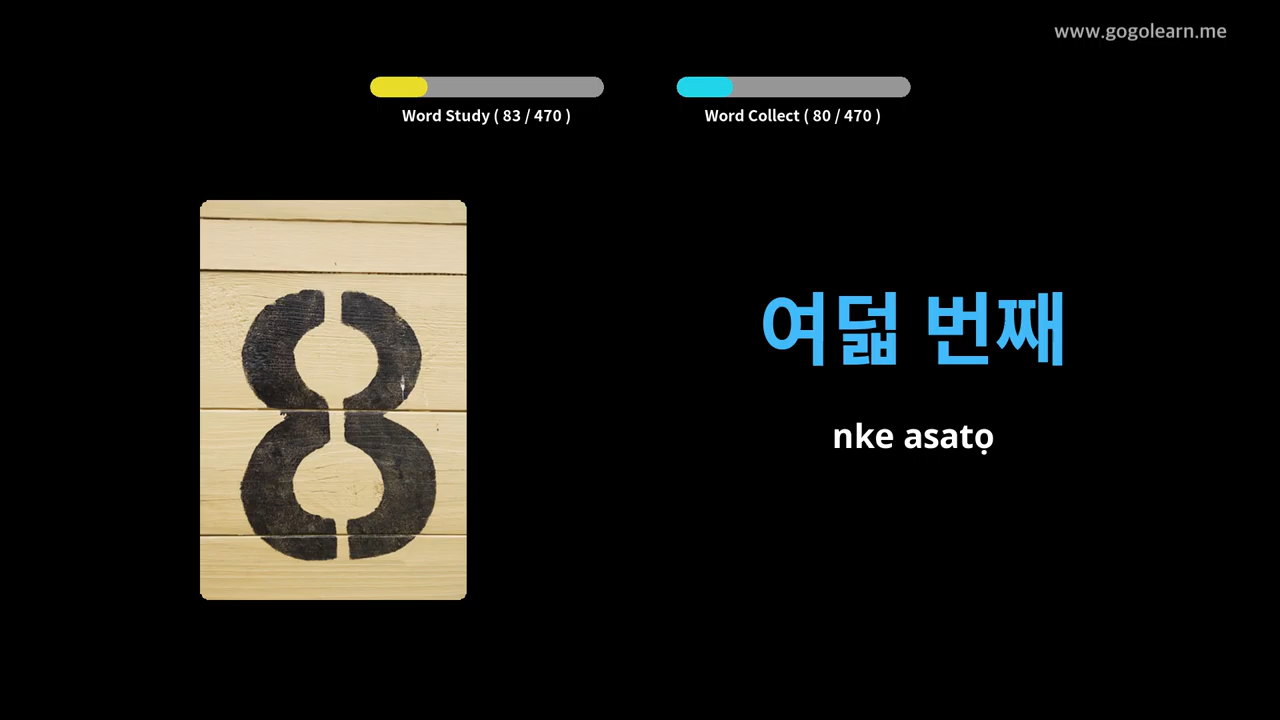 www.gogolearn.me
Word Study ( 83 / 470 )
Word Collect ( 80 / 470 )
8
여덟 번째
nke asatọ